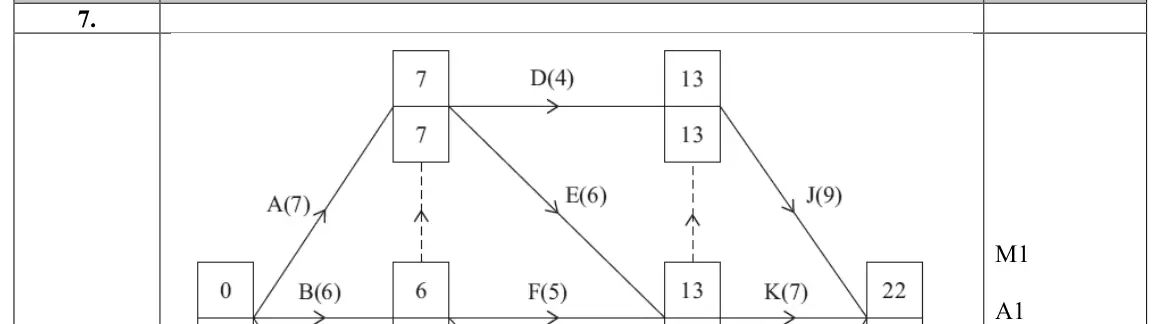 7.
7 D(4) 13
7 13
A(7) E(6) J(9)
M1
0 B(6) 6 F(5) 13 K(7) 22
A1